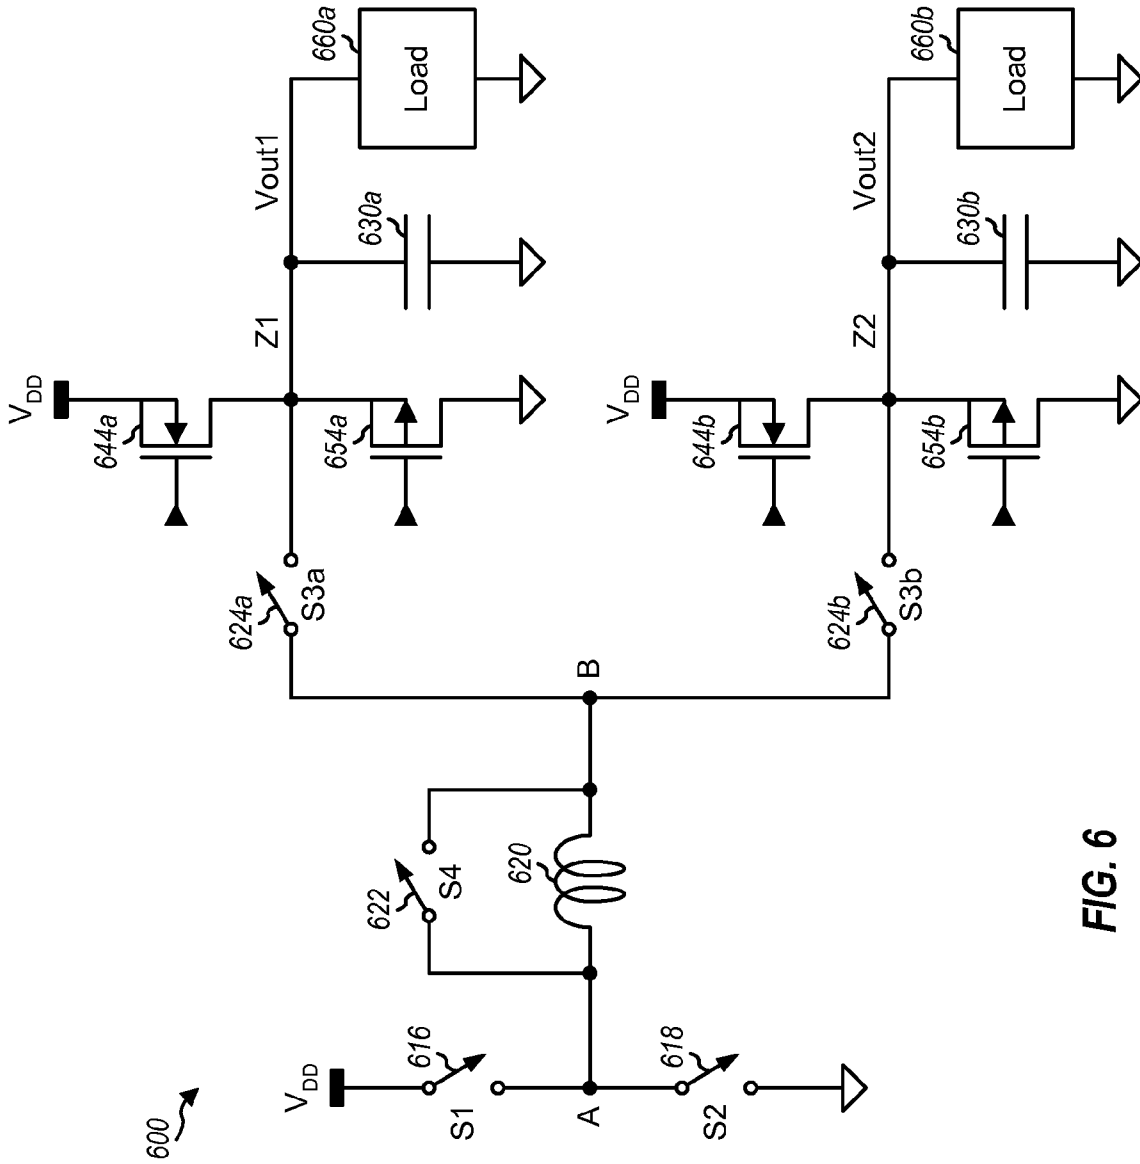 600
V_DD
S1
616
A
S2
618
622
S4
620
B
624a
S3a
V_DD
644a
654a
Z1
630a
Vout1
660a
Load
624b
S3b
V_DD
644b
654b
Z2
630b
Vout2
660b
Load
FIG. 6